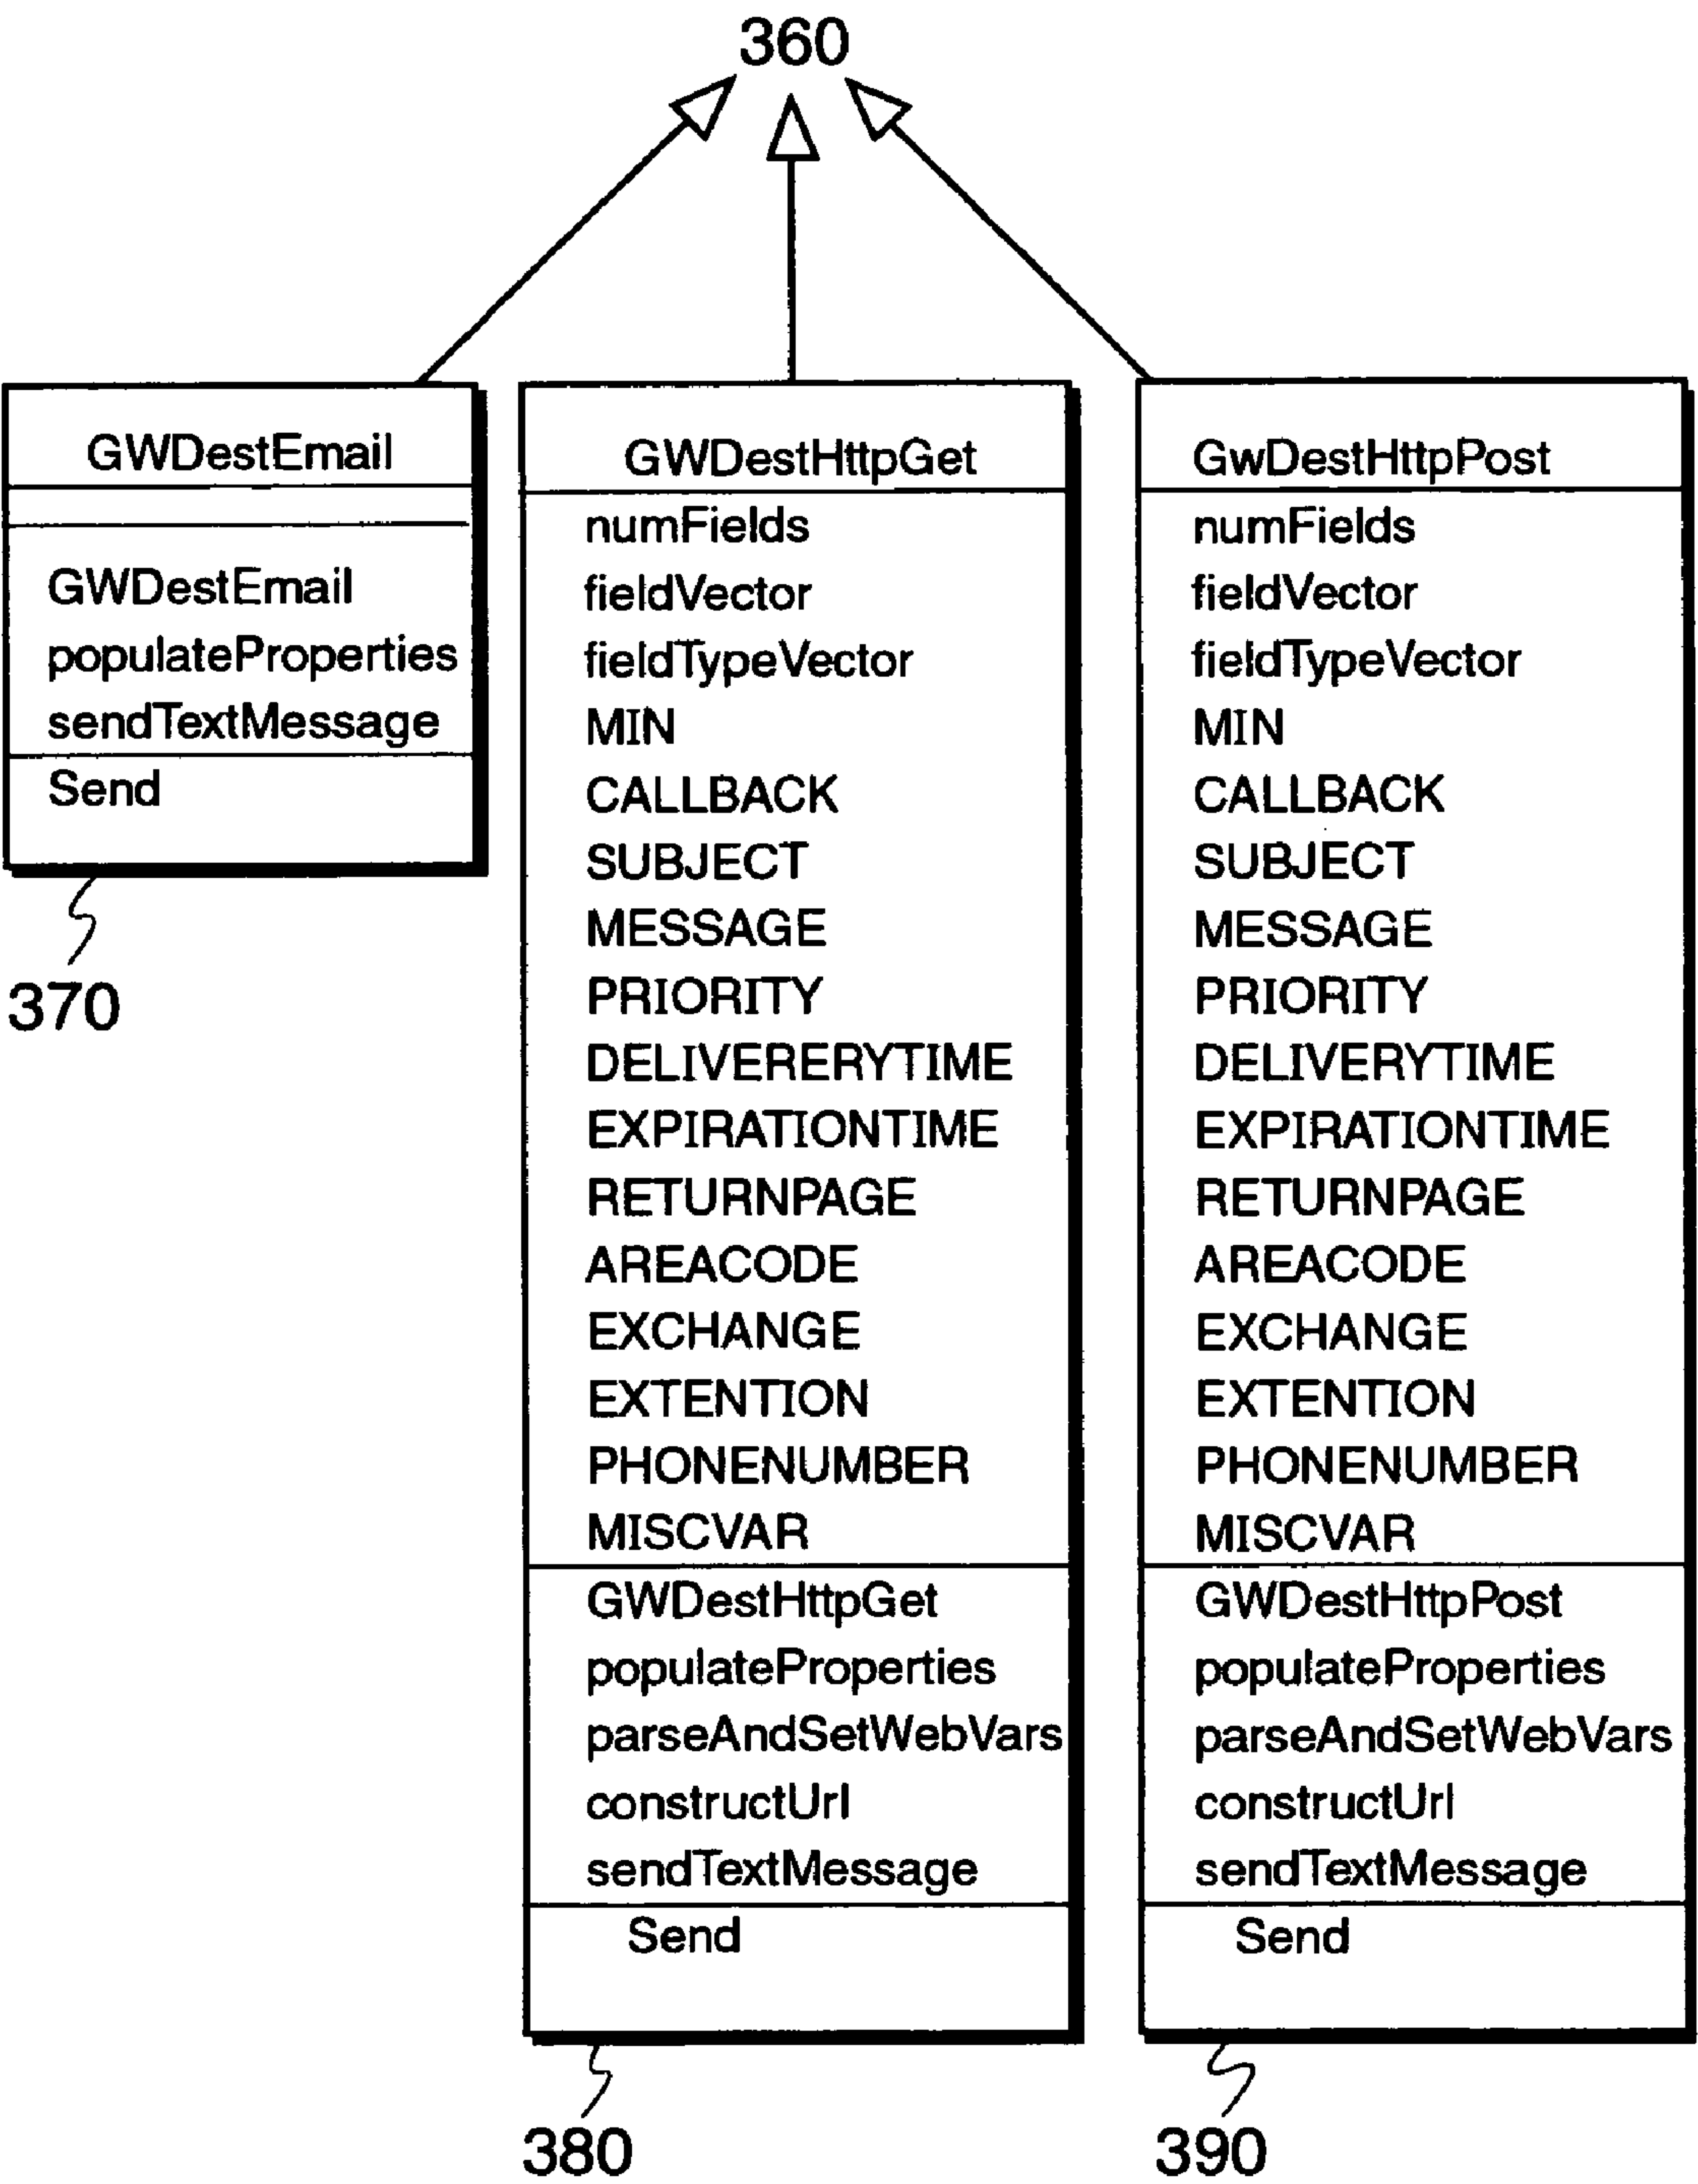 360
GWDestEmail
GWDestEmail
populateProperties
sendTextMessage
Send
370
GWDestHttpGet
numFields
fieldVector
fieldTypeVector
MIN
CALLBACK
SUBJECT
MESSAGE
PRIORITY
DELIVERERYTIME
EXPIRATIONTIME
RETURNPAGE
AREACODE
EXCHANGE
EXTENTION
PHONENUMBER
MISCVAR
GWDestHttpGet
populateProperties
parseAndSetWebVars
constructUrl
sendTextMessage
Send
380
GwDestHttpPost
numFields
fieldVector
fieldTypeVector
MIN
CALLBACK
SUBJECT
MESSAGE
PRIORITY
DELIVERYTIME
EXPIRATIONTIME
RETURNPAGE
AREACODE
EXCHANGE
EXTENTION
PHONENUMBER
MISCVAR
GWDestHttpPost
populateProperties
parseAndSetWebVars
constructUrl
sendTextMessage
Send
390